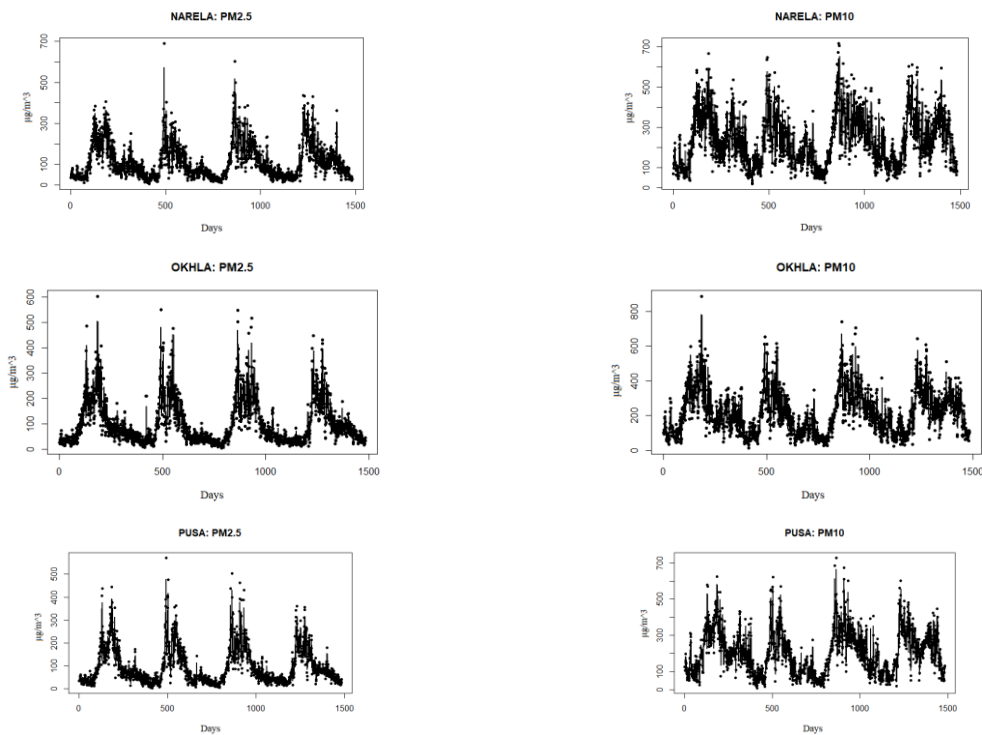 NARELA: PM2.5
µg/m^3
700
500
300
100
0
0 500 1000 1500
Days
NARELA: PM10
µg/m^3
700
500
300
100
0
0 500 1000 1500
Days
OKHLA: PM2.5
µg/m^3
600
500
400
300
200
100
0
0 500 1000 1500
Days
OKHLA: PM10
µg/m^3
800
600
400
200
0
0 500 1000 1500
Days
PUSA: PM2.5
µg/m^3
500
400
300
200
100
0
0 500 1000 1500
Days
PUSA: PM10
µg/m^3
700
500
300
100
0
0 500 1000 1500
Days